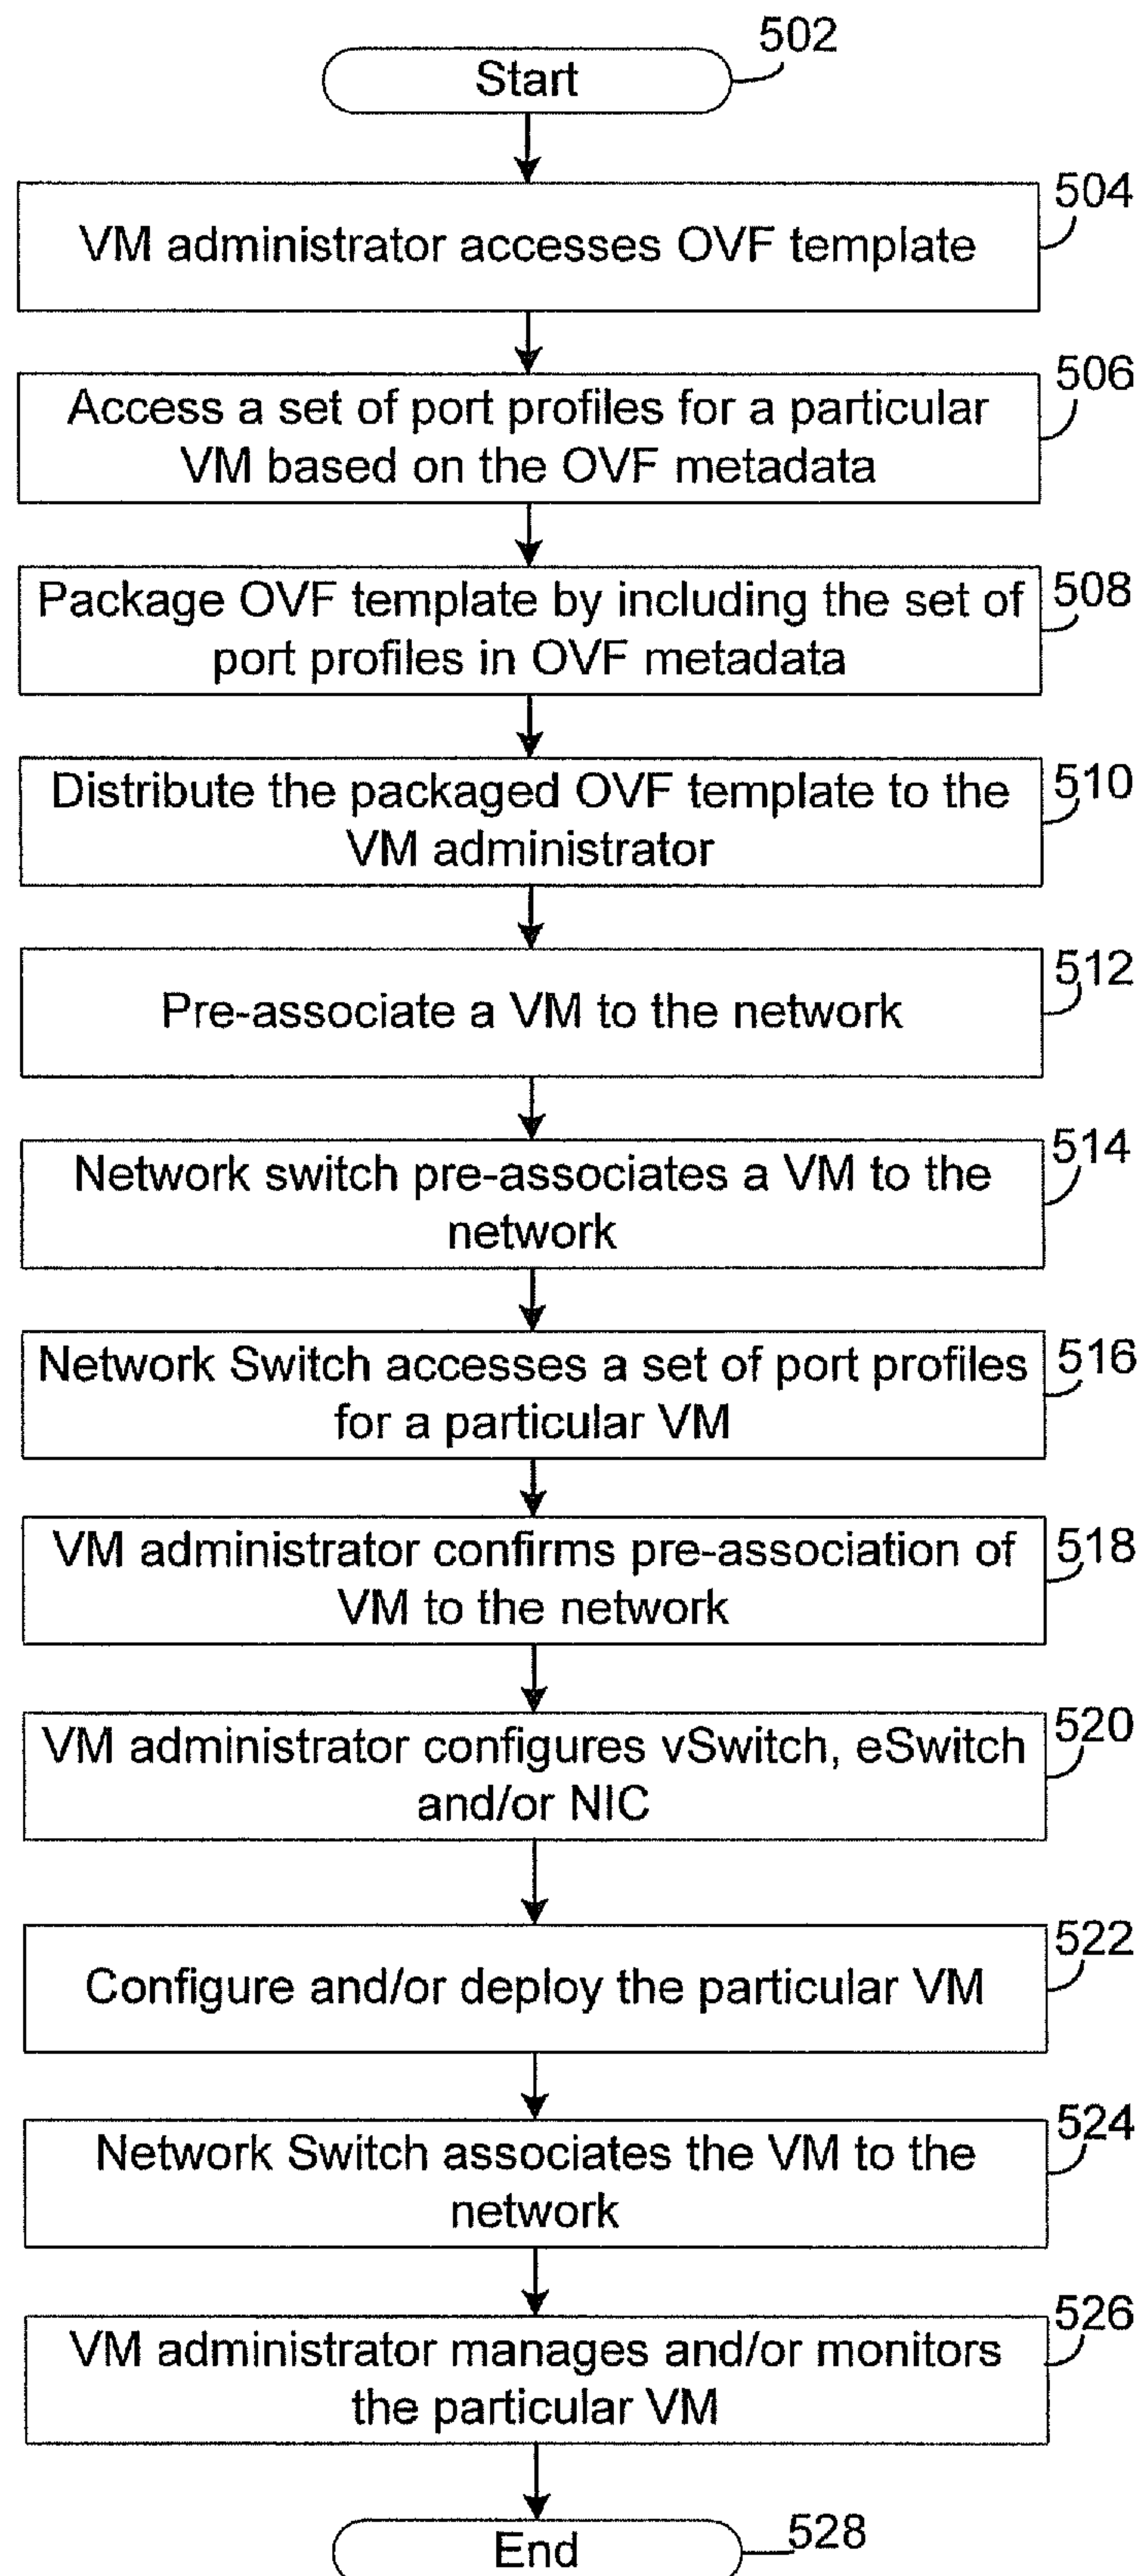 502
Start
504
VM administrator accesses OVF template
506
Access a set of port profiles for a particular
VM based on the OVF metadata
508
Package OVF template by including the set of
port profiles in OVF metadata
510
Distribute the packaged OVF template to the
VM administrator
512
Pre-associate a VM to the network
514
Network switch pre-associates a VM to the
network
516
Network Switch accesses a set of port profiles
for a particular VM
518
VM administrator confirms pre-association of
VM to the network
520
VM administrator configures vSwitch, eSwitch
and/or NIC
522
Configure and/or deploy the particular VM
524
Network Switch associates the VM to the
network
526
VM administrator manages and/or monitors
the particular VM
528
End